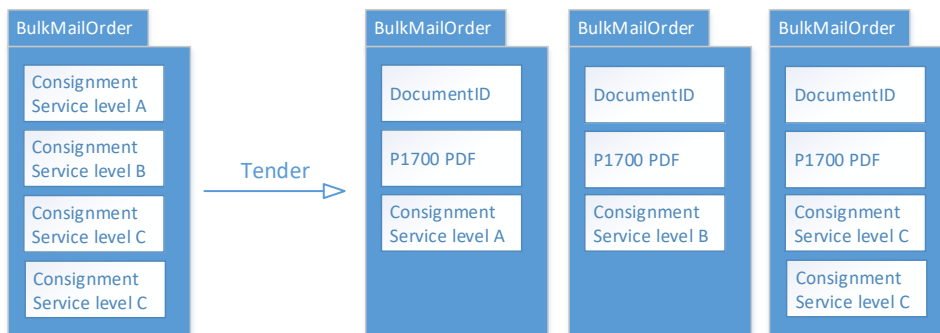 BulkMailOrder
Consignment
Service level A
Consignment
Service level B
Consignment
Service level C
Consignment
Service level C
Tender
BulkMailOrder
DocumentID
P1700 PDF
Consignment
Service level A
BulkMailOrder
DocumentID
P1700 PDF
Consignment
Service level B
BulkMailOrder
DocumentID
P1700 PDF
Consignment
Service level C
Consignment
Service level C